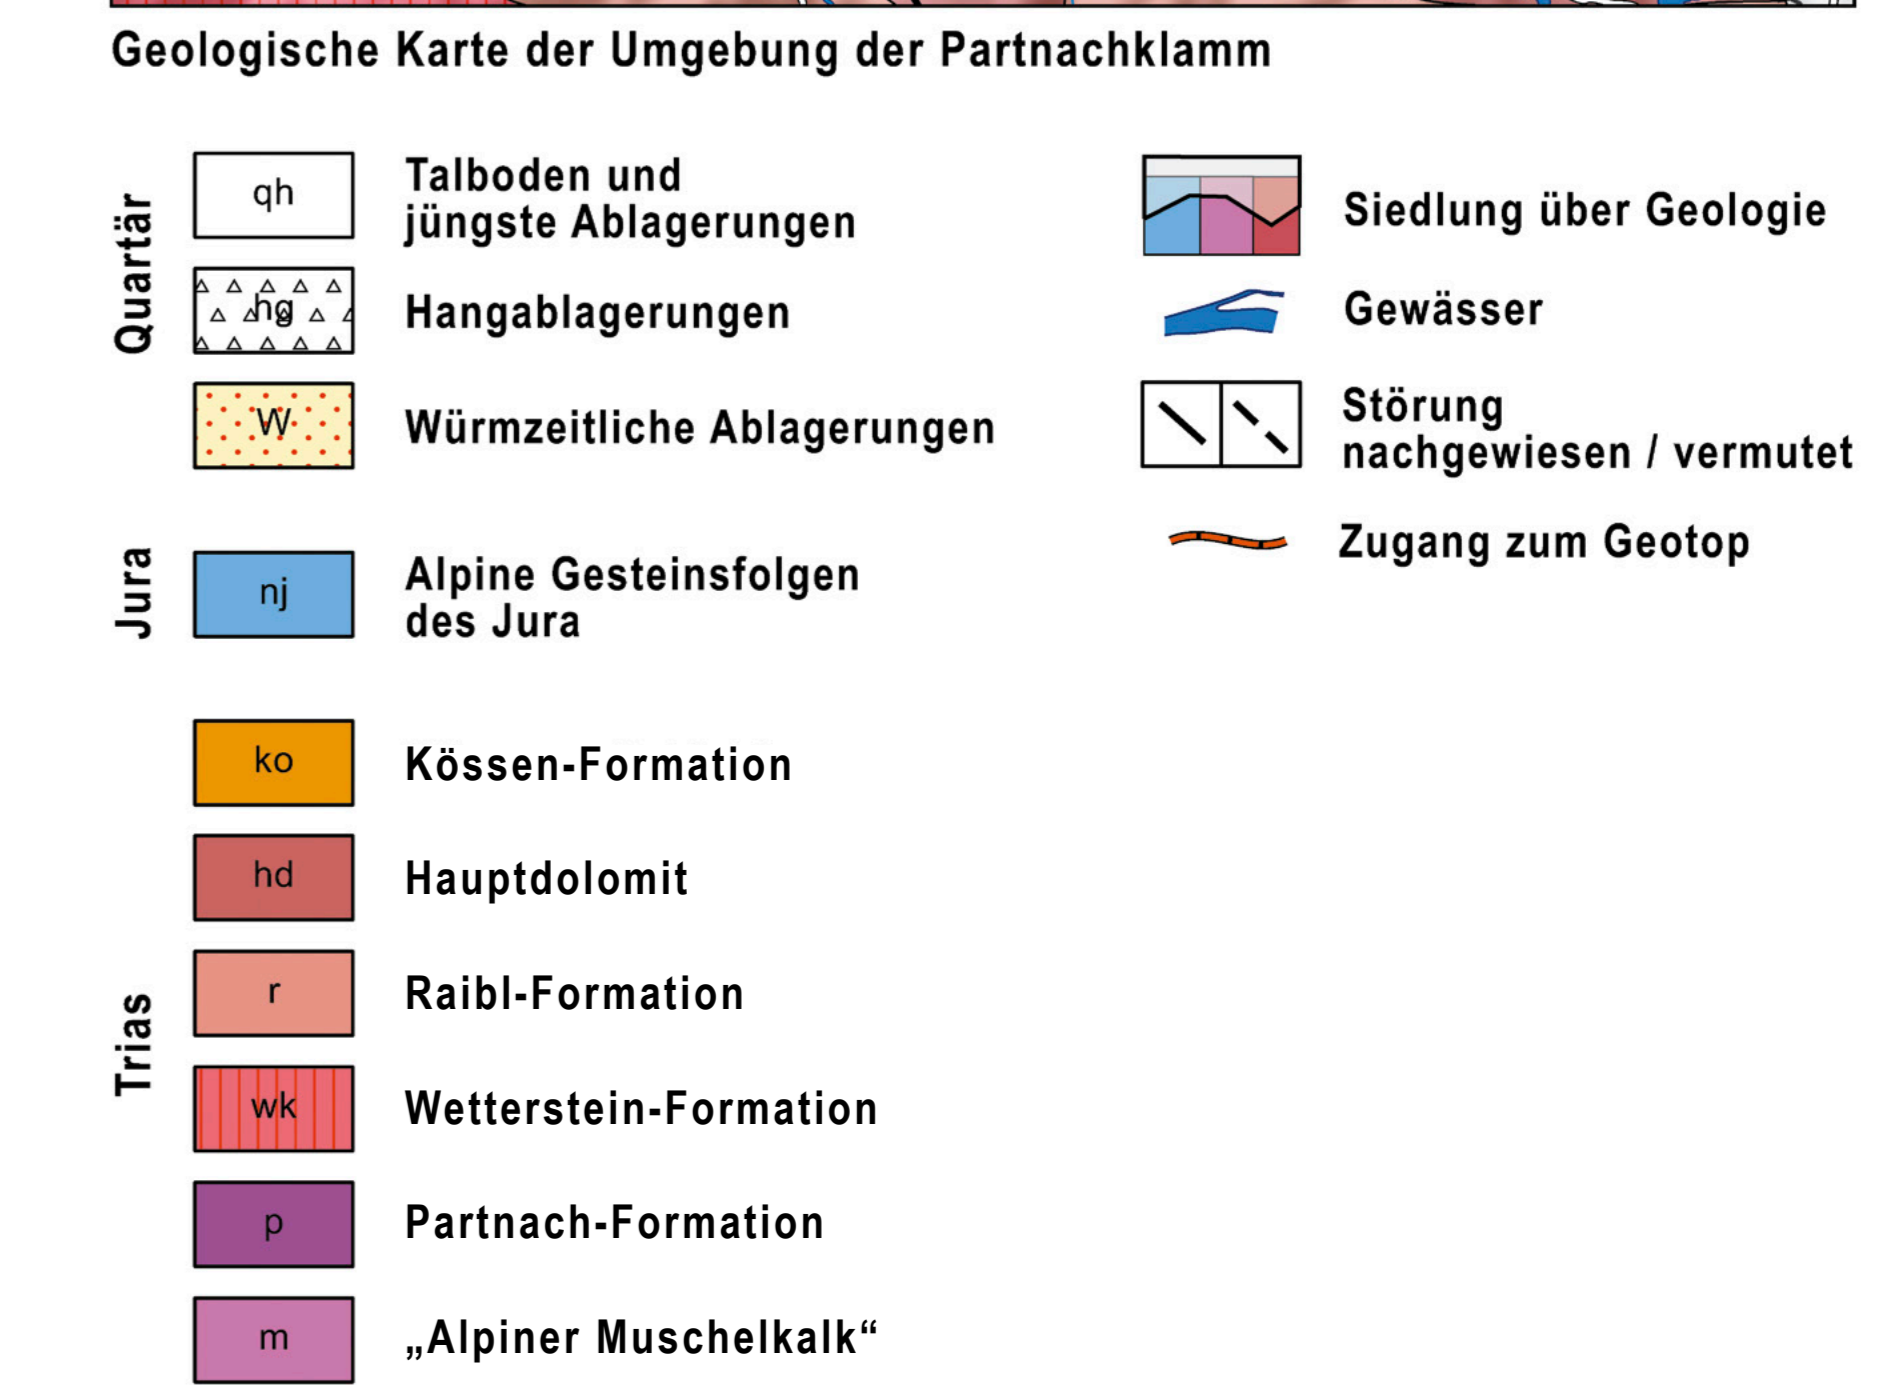 Geologische Karte der Umgebung der Partnachklamm
Quartär
qh
Talboden und
jüngste Ablagerungen
hg
Hangablagerungen
W
Würmzeitliche Ablagerungen
Jura
nj
Alpine Gesteinsfolgen
des Jura
Trias
ko
Kössen-Formation
hd
Hauptdolomit
r
Raibl-Formation
wk
Wetterstein-Formation
p
Partnach-Formation
m
„Alpiner Muschelkalk“
Siedlung über Geologie
Gewässer
Störung
nachgewiesen / vermutet
Zugang zum Geotop